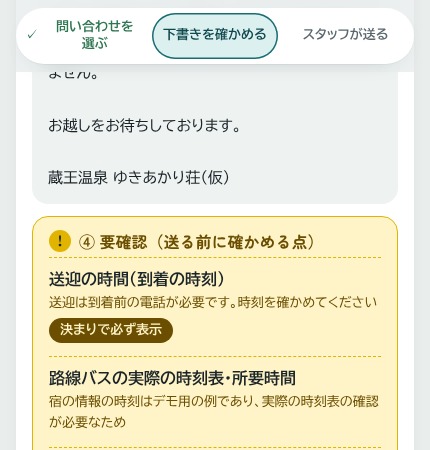 ✓ 問い合わせを
選ぶ
下書きを確かめる
スタッフが送る
ません。
お越しをお待ちしております。
蔵王温泉 ゆきあかり荘(仮)
! ④ 要確認（送る前に確かめる点）
送迎の時間(到着の時刻)
送迎は到着前の電話が必要です。時刻を確かめてください
決まりで必ず表示
路線バスの実際の時刻表・所要時間
宿の情報の時刻はデモ用の例であり、実際の時刻表の確認
が必要なため